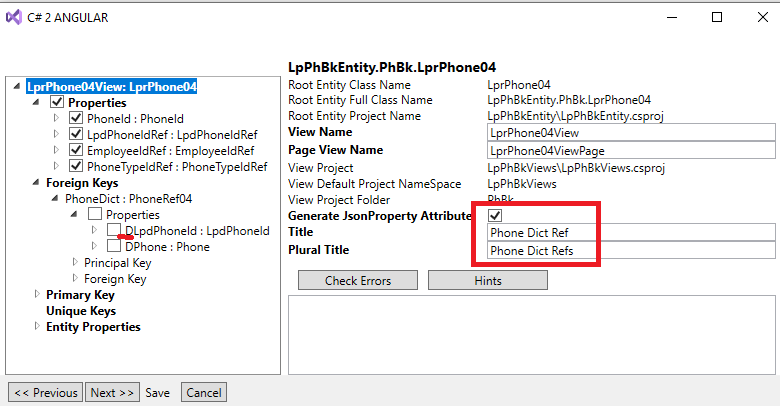 C# 2 ANGULAR
LprPhone04View: LprPhone04
Properties
PhoneId : PhoneId
LpdPhoneIdRef : LpdPhoneIdRef
EmployeeIdRef : EmployeeIdRef
PhoneTypeIdRef : PhoneTypeIdRef
Foreign Keys
PhoneDict : PhoneRef04
Properties
DLpdPhoneId : LpdPhoneId
DPhone : Phone
Principal Key
Foreign Key
Primary Key
Unique Keys
Entity Properties
LpPhBkEntity.PhBk.LprPhone04
Root Entity Class Name LprPhone04
Root Entity Full Class Name LpPhBkEntity.PhBk.LprPhone04
Root Entity Project Name LpPhBkEntity\LpPhBkEntity.csproj
View Name LprPhone04View
Page View Name LprPhone04ViewPage
View Project LpPhBkViews\LpPhBkViews.csproj
View Default Project NameSpace LpPhBkViews
View Project Folder PhBk
Generate JsonProperty Attribute
Title Phone Dict Ref
Plural Title Phone Dict Refs
Check Errors Hints
<< Previous Next >> Save Cancel